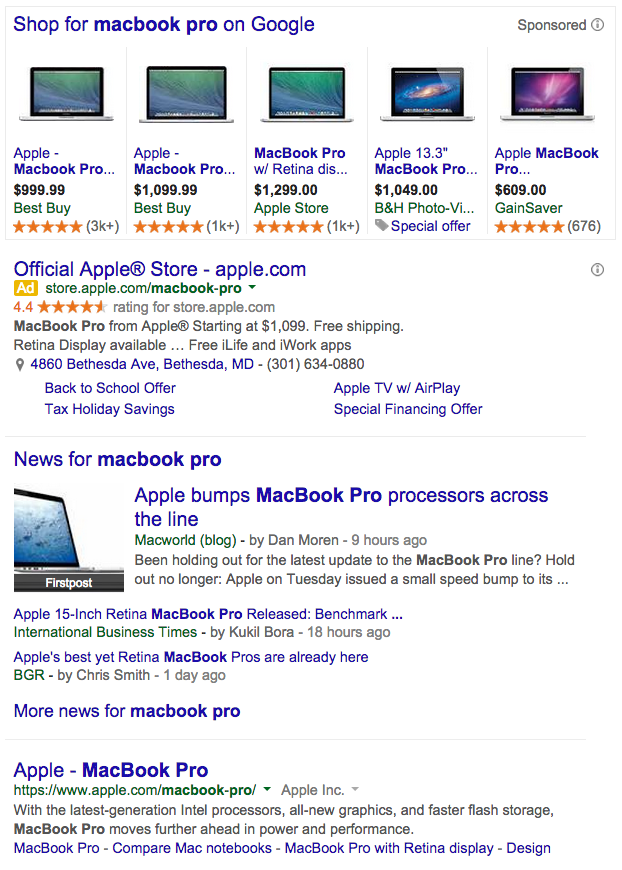 Shop for macbook pro on Google
Sponsored
Apple - Macbook Pro...
$999.99
Best Buy
(3k+)
Apple - Macbook Pro...
$1,099.99
Best Buy
(1k+)
MacBook Pro w/ Retina dis...
$1,299.00
Apple Store
(1k+)
Apple 13.3" MacBook Pro...
$1,049.00
B&H Photo-Vi...
Special offer
Apple MacBook Pro...
$609.00
GainSaver
(676)
Official Apple® Store - apple.com
Ad store.apple.com/macbook-pro
4.4 rating for store.apple.com
MacBook Pro from Apple® Starting at $1,099. Free shipping.
Retina Display available … Free iLife and iWork apps
4860 Bethesda Ave, Bethesda, MD - (301) 634-0880
Back to School Offer
Apple TV w/ AirPlay
Tax Holiday Savings
Special Financing Offer
News for macbook pro
Apple bumps MacBook Pro processors across
the line
Macworld (blog) - by Dan Moren - 9 hours ago
Been holding out for the latest update to the MacBook Pro line? Hold
out no longer: Apple on Tuesday issued a small speed bump to its ...
Firstpost
Apple 15-Inch Retina MacBook Pro Released: Benchmark ...
International Business Times - by Kukil Bora - 18 hours ago
Apple's best yet Retina MacBook Pros are already here
BGR - by Chris Smith - 1 day ago
More news for macbook pro
Apple - MacBook Pro
https://www.apple.com/macbook-pro/ Apple Inc.
With the latest-generation Intel processors, all-new graphics, and faster flash storage,
MacBook Pro moves further ahead in power and performance.
MacBook Pro - Compare Mac notebooks - MacBook Pro with Retina display - Design